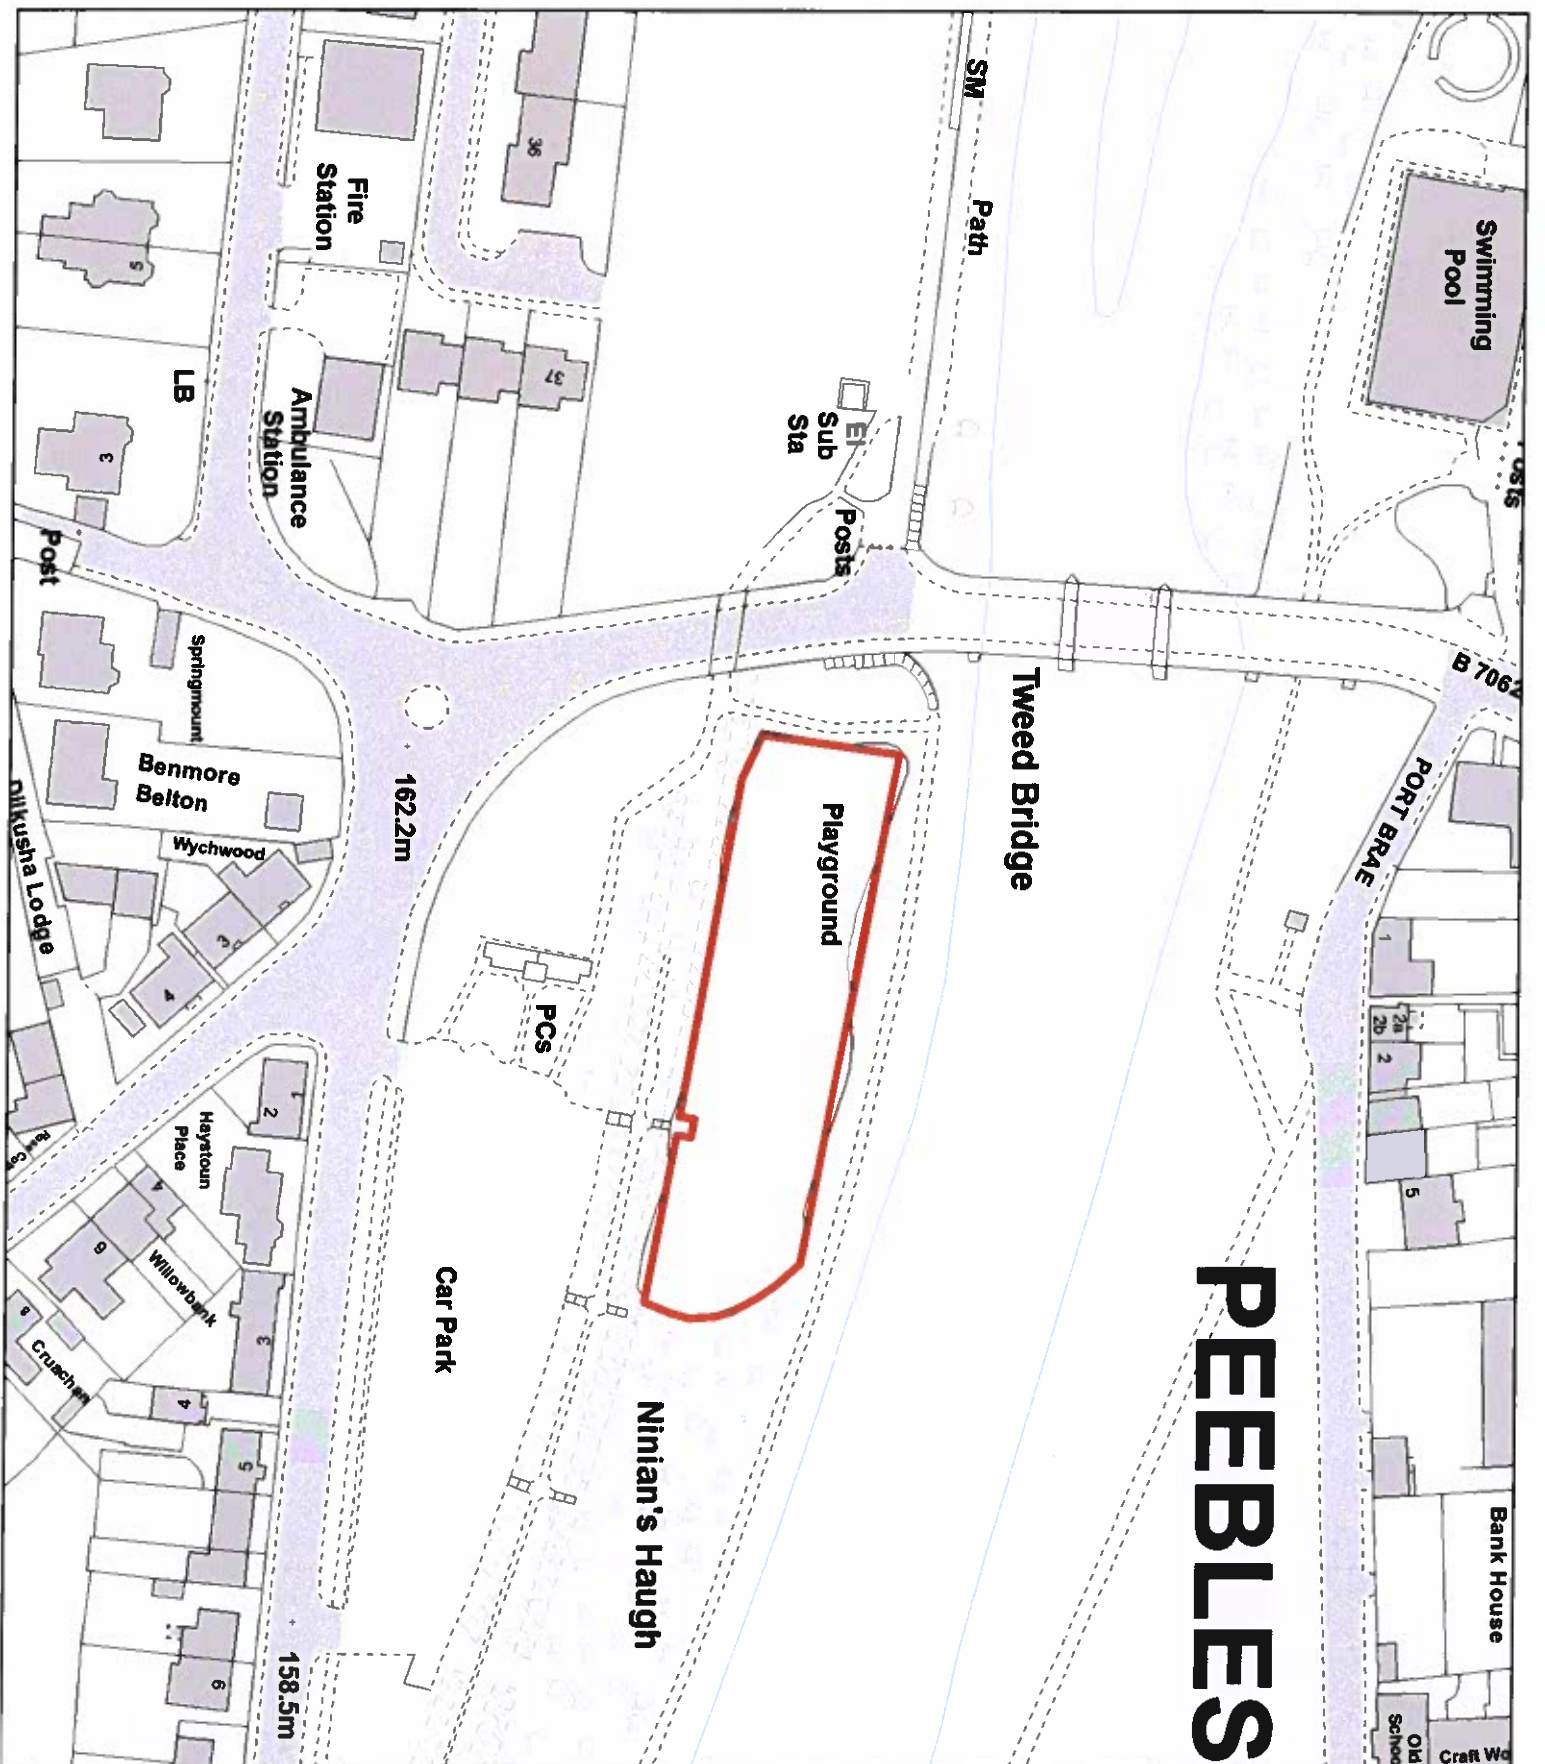 PEEBLES
Swimming
Pool
B 7062
PORT BRAE
1
2a
2b
2
5
Bank House
Craft Wo
Old
Schoo
SM
Path
Tweed Bridge
El
Sub
Sta
Posts
Playground
Ninian's Haugh
36
37
Fire
Station
Ambulance
Station
LB
5
3
Post
Springmount
Benmore
Belton
Wychwood
Dilkusha Lodge
3
4
162.2m
PCs
Car Park
1
2
Haystoun
Place
4
Willowbank
3
Cruachan
4
5
158.5m